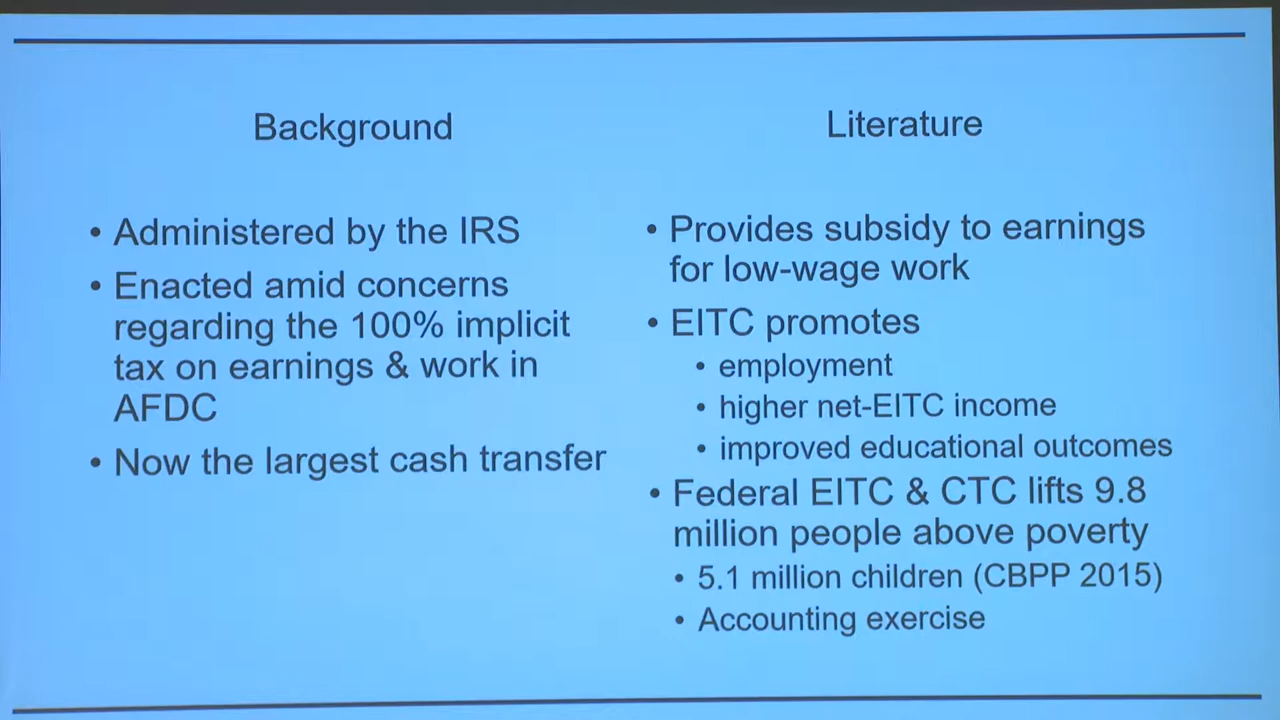 Background
• Administered by the IRS
• Enacted amid concerns
regarding the 100% implicit
tax on earnings & work in
AFDC
• Now the largest cash transfer
Literature
• Provides subsidy to earnings
for low-wage work
• EITC promotes
• employment
• higher net-EITC income
• improved educational outcomes
• Federal EITC & CTC lifts 9.8
million people above poverty
• 5.1 million children (CBPP 2015)
• Accounting exercise